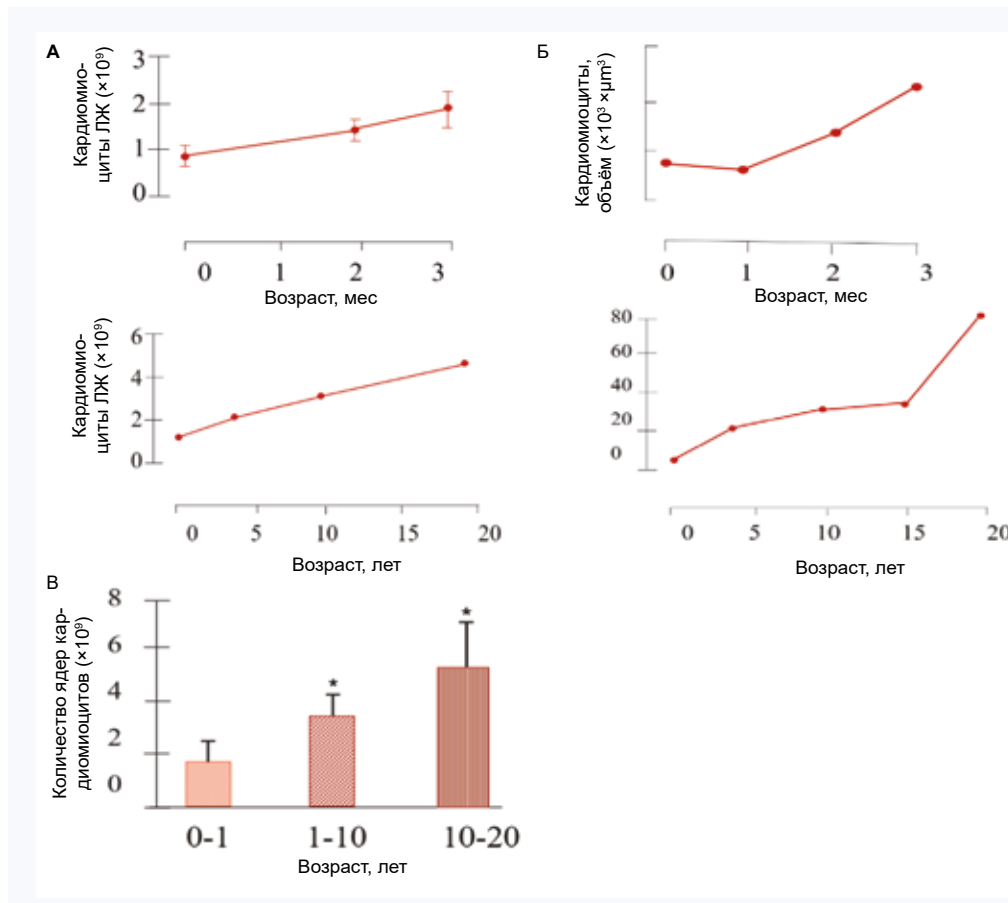 А
Кардиомио-
циты ЛЖ (×10⁹)
3
2
1
0
0 1 2 3
Возраст, мес
Б
Кардиомиоциты,
объём (×10³ ×µm³)
0 1 2 3
Возраст, мес
Кардиомио-
циты ЛЖ (×10⁹)
6
4
2
0
0 5 10 15 20
Возраст, лет
80
60
40
20
0
0 5 10 15 20
Возраст, лет
В
Количество ядер кар-
диомиоцитов (×10⁹)
8
6
4
2
0
* *
0-1 1-10 10-20
Возраст, лет